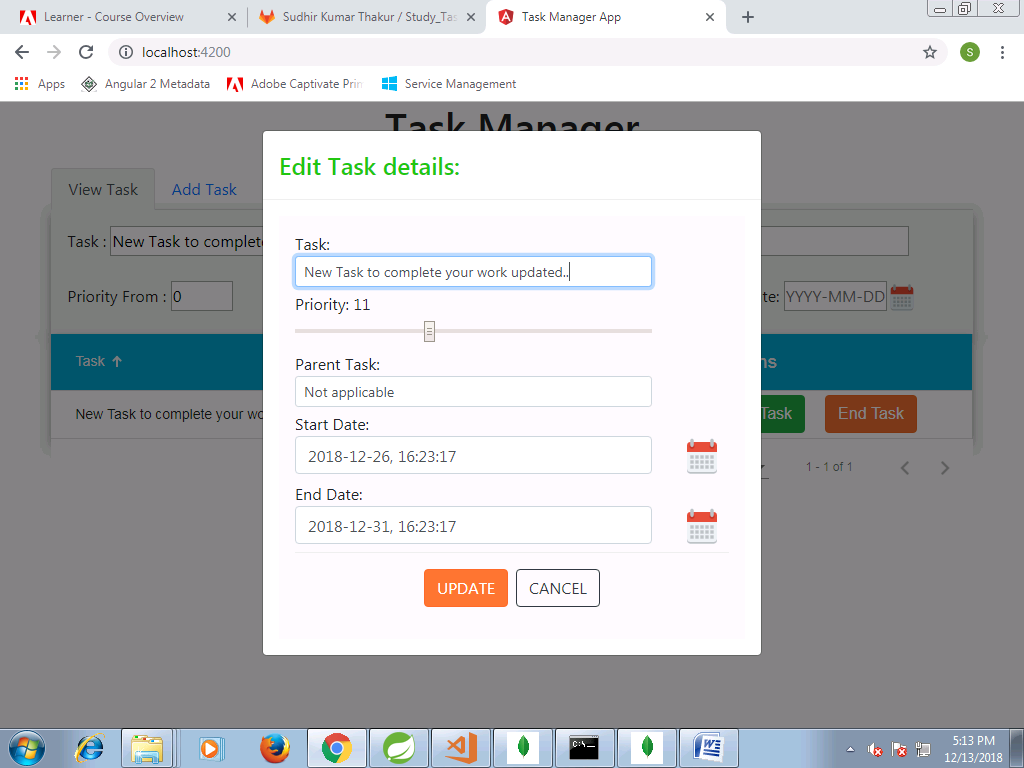 Learner - Course Overview
Sudhir Kumar Thakur / Study_Tas
Task Manager App
localhost:4200
S
Apps
Angular 2 Metadata
Adobe Captivate Prim
Service Management
Task Manager
Edit Task details:
View Task
Add Task
Task :
New Task to complete
Task:
New Task to complete your work updated..
Priority From :
0
Priority: 11
te:
YYYY-MM-DD
Task
ns
Parent Task:
Not applicable
New Task to complete your wo
Task
End Task
Start Date:
2018-12-26, 16:23:17
1 - 1 of 1
End Date:
2018-12-31, 16:23:17
UPDATE
CANCEL
C:\.
5:13 PM
12/13/2018